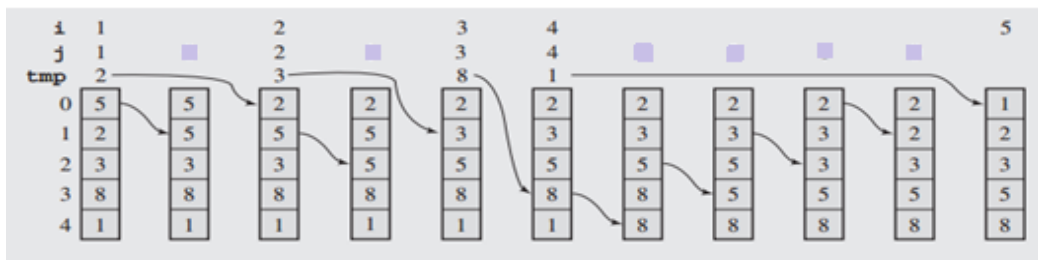 i 1 2 3 4 5
j 1 2 3 4
tmp 2 3 8 1
0 5 5 2 2 2 2 2 2 2 2 1
1 2 5 5 5 3 3 3 3 3 2 2
2 3 3 3 5 5 5 5 5 3 3 3
3 8 8 8 8 8 8 8 5 5 5 5
4 1 1 1 1 1 1 8 8 8 8 8